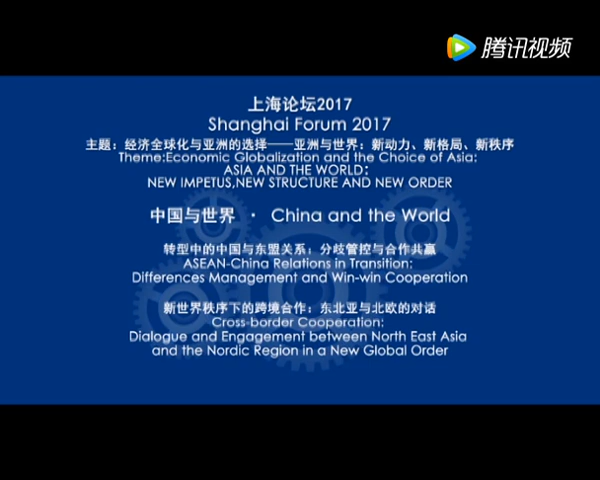 腾讯视频
上海论坛2017
Shanghai Forum 2017
主题：经济全球化与亚洲的选择——亚洲与世界：新动力、新格局、新秩序
Theme:Economic Globalization and the Choice of Asia:
ASIA AND THE WORLD：
NEW IMPETUS,NEW STRUCTURE AND NEW ORDER
中国与世界 · China and the World
转型中的中国与东盟关系：分歧管控与合作共赢
ASEAN-China Relations in Transition:
Differences Management and Win-win Cooperation
新世界秩序下的跨境合作：东北亚与北欧的对话
Cross-border Cooperation:
Dialogue and Engagement between North East Asia
and the Nordic Region in a New Global Order